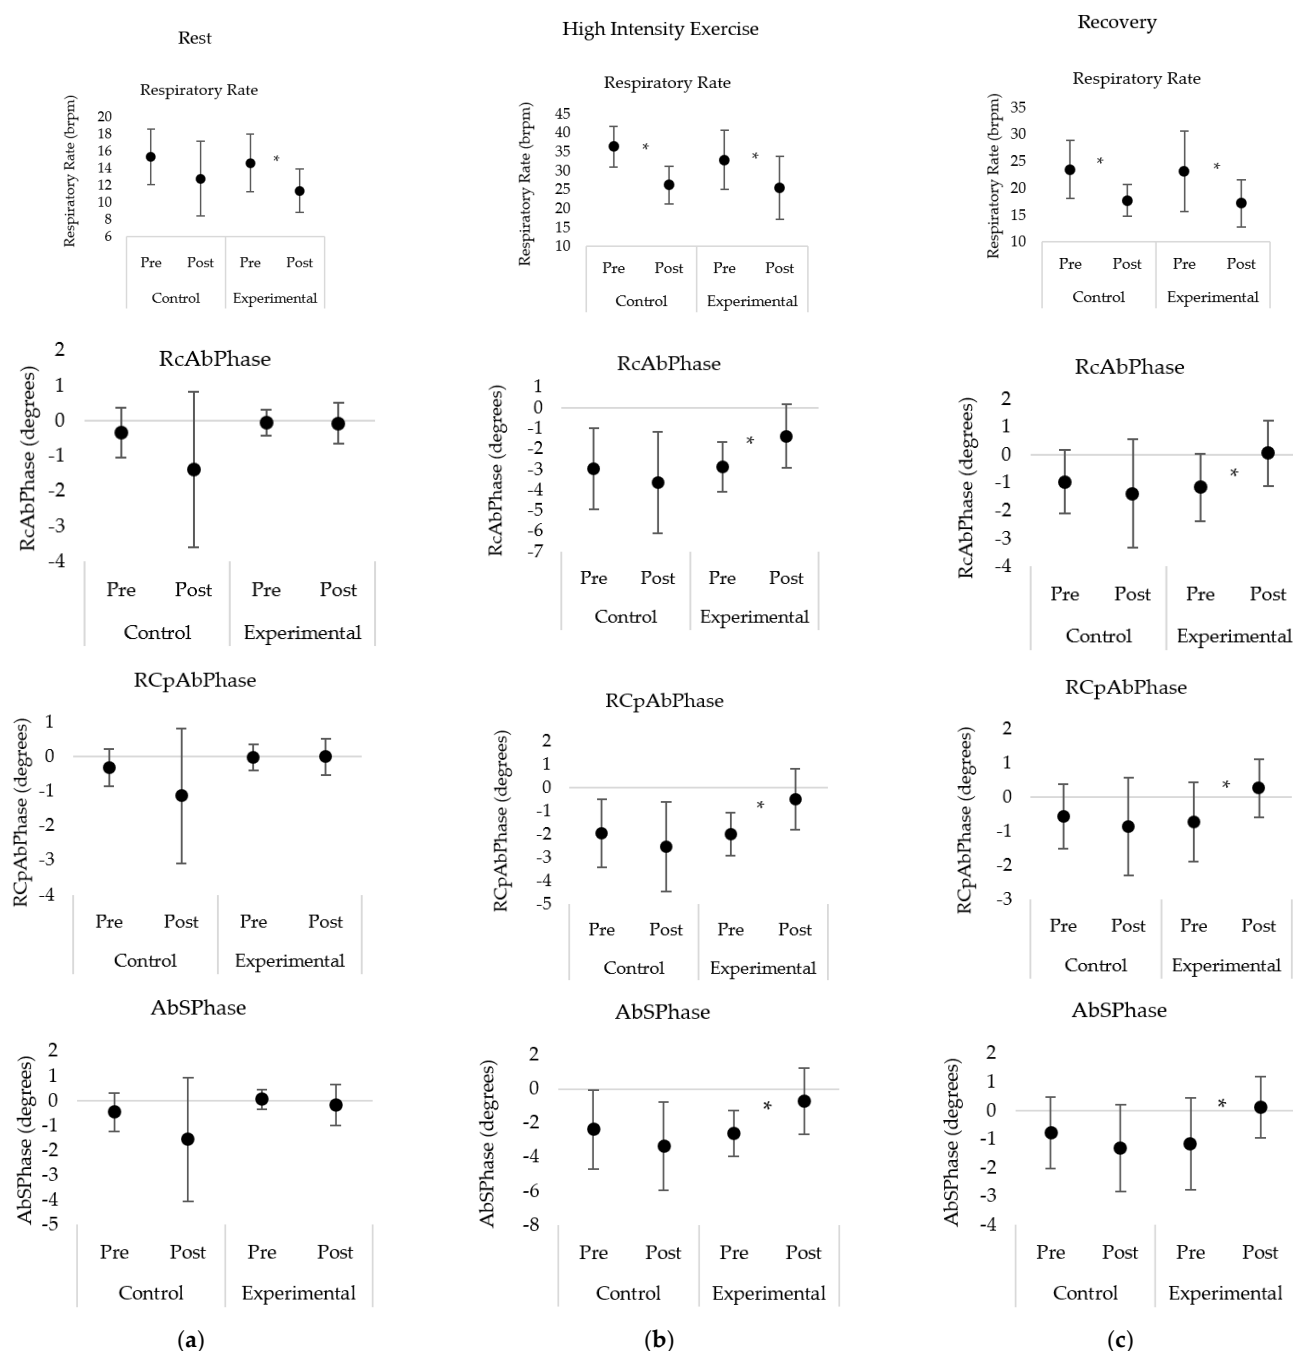 Rest
Respiratory Rate
Respiratory Rate (brpm)
20
18
16
14
12
10
8
6
*
Pre Post Pre Post
Control Experimental
High Intensity Exercise
Respiratory Rate
Respiratory Rate (brpm)
45
40
35
30
25
20
15
10
* *
Pre Post Pre Post
Control Experimental
Recovery
Respiratory Rate
Respiratory Rate (brpm)
35
30
25
20
15
10
* *
Pre Post Pre Post
Control Experimental
RcAbPhase
RcAbPhase (degrees)
2
1
0
-1
-2
-3
-4
Pre Post Pre Post
Control Experimental
RcAbPhase
RcAbPhase (degrees)
1
0
-1
-2
-3
-4
-5
-6
-7
*
Pre Post Pre Post
Control Experimental
RcAbPhase
RcAbPhase (degrees)
2
1
0
-1
-2
-3
-4
*
Pre Post Pre Post
Control Experimental
RCpAbPhase
RCpAbPhase (degrees)
1
0
-1
-2
-3
-4
Pre Post Pre Post
Control Experimental
RCpAbPhase
RCpAbPhase (degrees)
2
1
0
-1
-2
-3
-4
-5
*
Pre Post Pre Post
Control Experimental
RCpAbPhase
RCpAbPhase (degrees)
2
1
0
-1
-2
-3
*
Pre Post Pre Post
Control Experimental
AbSPhase
AbSPhase (degrees)
2
1
0
-1
-2
-3
-4
-5
Pre Post Pre Post
Control Experimental
AbSPhase
AbSPhase (degrees)
2
0
-2
-4
-6
-8
*
Pre Post Pre Post
Control Experimental
AbSPhase
AbSPhase (degrees)
2
1
0
-1
-2
-3
-4
*
Pre Post Pre Post
Control Experimental
(a) (b) (c)